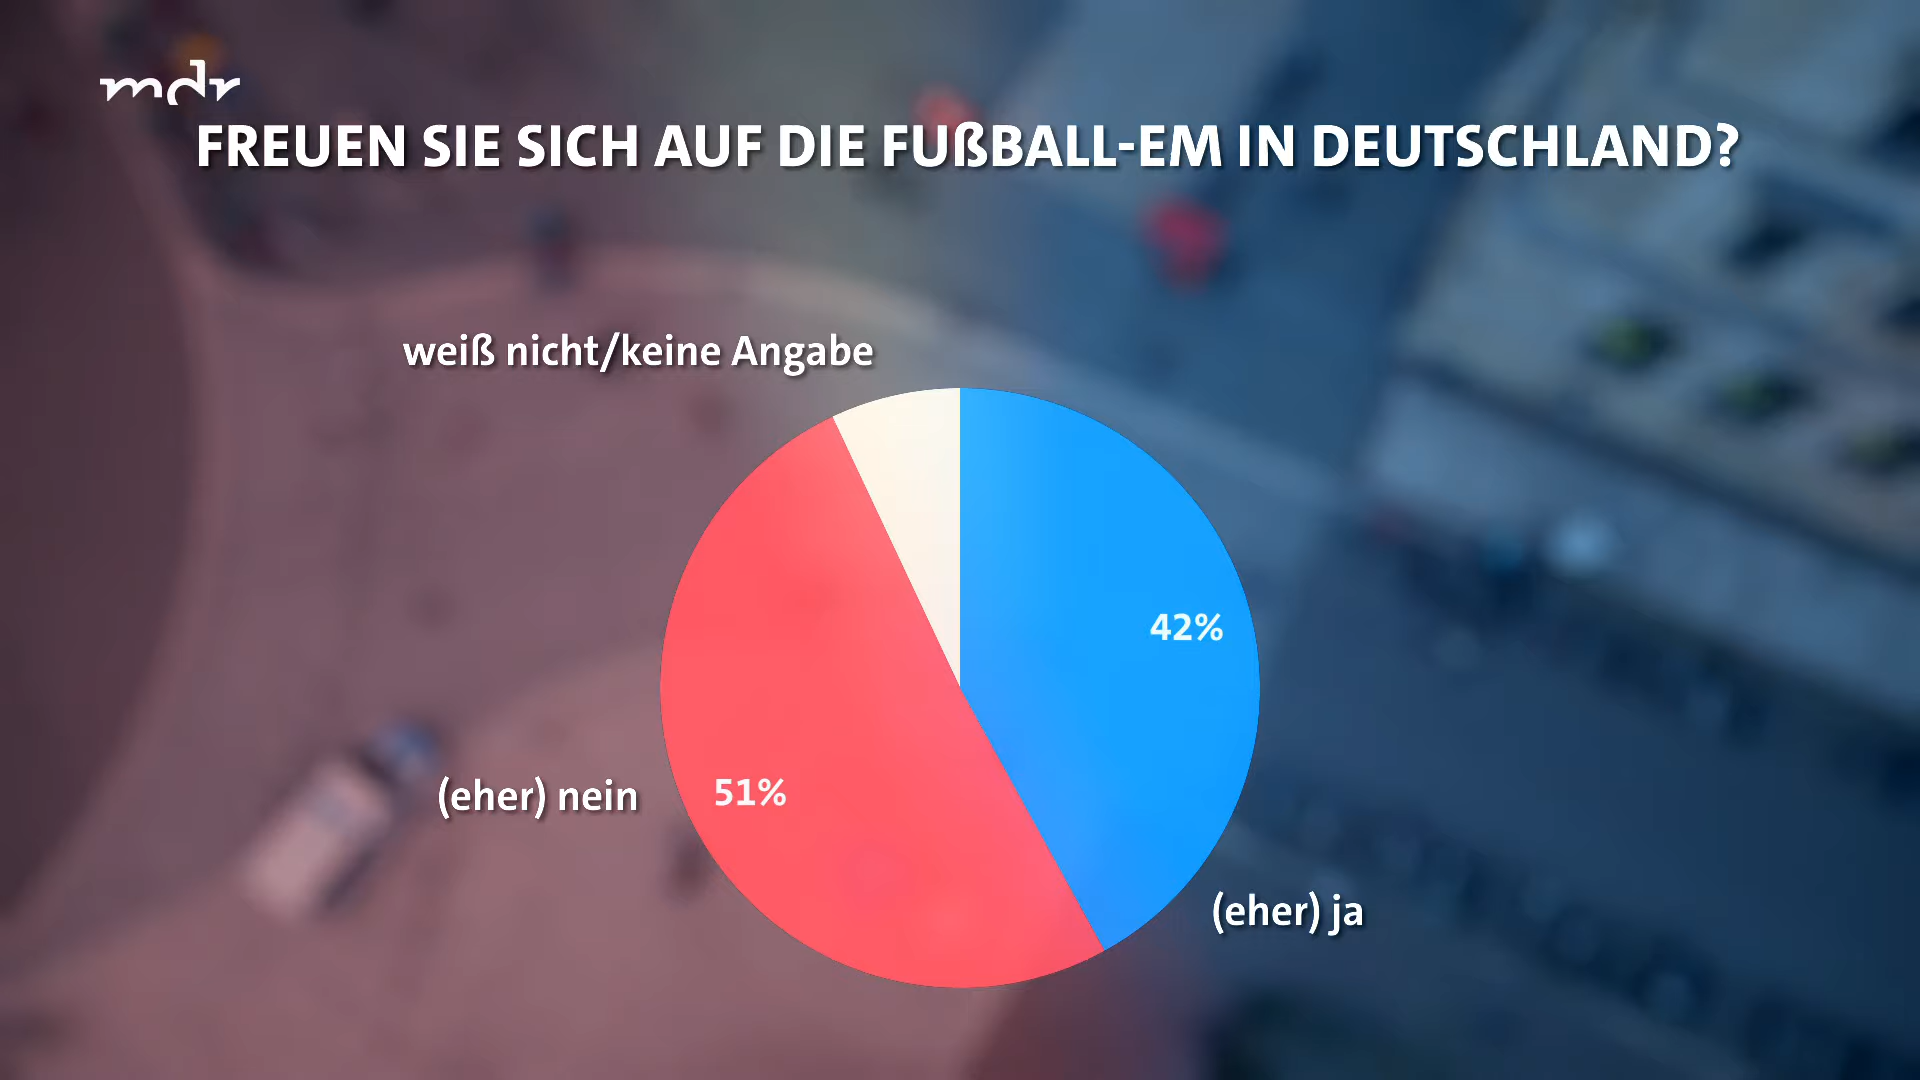 mdr
FREUEN SIE SICH AUF DIE FUßBALL-EM IN DEUTSCHLAND?
weiß nicht/keine Angabe
42%
51%
(eher) nein
(eher) ja